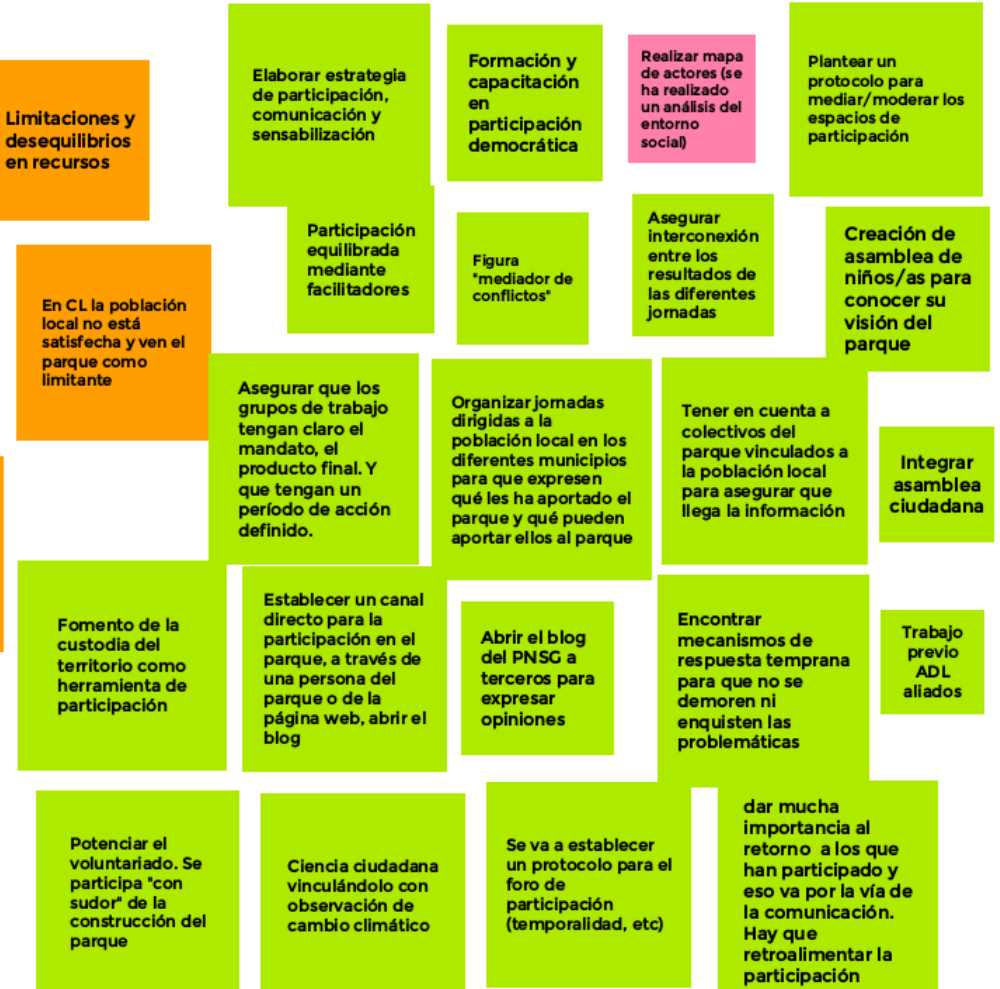 Limitaciones y
desequilibrios
en recursos
Elaborar estrategia
de participación,
comunicación y
sensabilización
Formación y
capacitación
en
participación
democrática
Realizar mapa
de actores (se
ha realizado
un análisis del
entorno
social)
Plantear un
protocolo para
mediar/moderar los
espacios de
participación
En CL la población
local no está
satisfecha y ven el
parque como
limitante
Participación
equilibrada
mediante
facilitadores
Figura
"mediador de
conflictos"
Asegurar
interconexión
entre los
resultados de
las diferentes
jornadas
Creación de
asamblea de
niños/as para
conocer su
visión del
parque
Asegurar que los
grupos de trabajo
tengan claro el
mandato, el
producto final. Y
que tengan un
período de acción
definido.
Organizar jornadas
dirigidas a la
población local en los
diferentes municipios
para que expresen
qué les ha aportado el
parque y qué pueden
aportar ellos al parque
Tener en cuenta a
colectivos del
parque vinculados a
la población local
para asegurar que
llega la información
Integrar
asamblea
ciudadana
Fomento de la
custodia del
territorio como
herramienta de
participación
Establecer un canal
directo para la
participación en el
parque, a través de
una persona del
parque o de la
página web, abrir el
blog
Abrir el blog
del PNSG a
terceros para
expresar
opiniones
Encontrar
mecanismos de
respuesta temprana
para que no se
demoren ni
enquisten las
problemáticas
Trabajo
previo
ADL
aliados
Potenciar el
voluntariado. Se
participa "con
sudor" de la
construcción del
parque
Ciencia ciudadana
vinculándolo con
observación de
cambio climático
Se va a establecer
un protocolo para el
foro de
participación
(temporalidad, etc)
dar mucha
importancia al
retorno a los que
han participado y
eso va por la vía de
la comunicación.
Hay que
retroalimentar la
participación